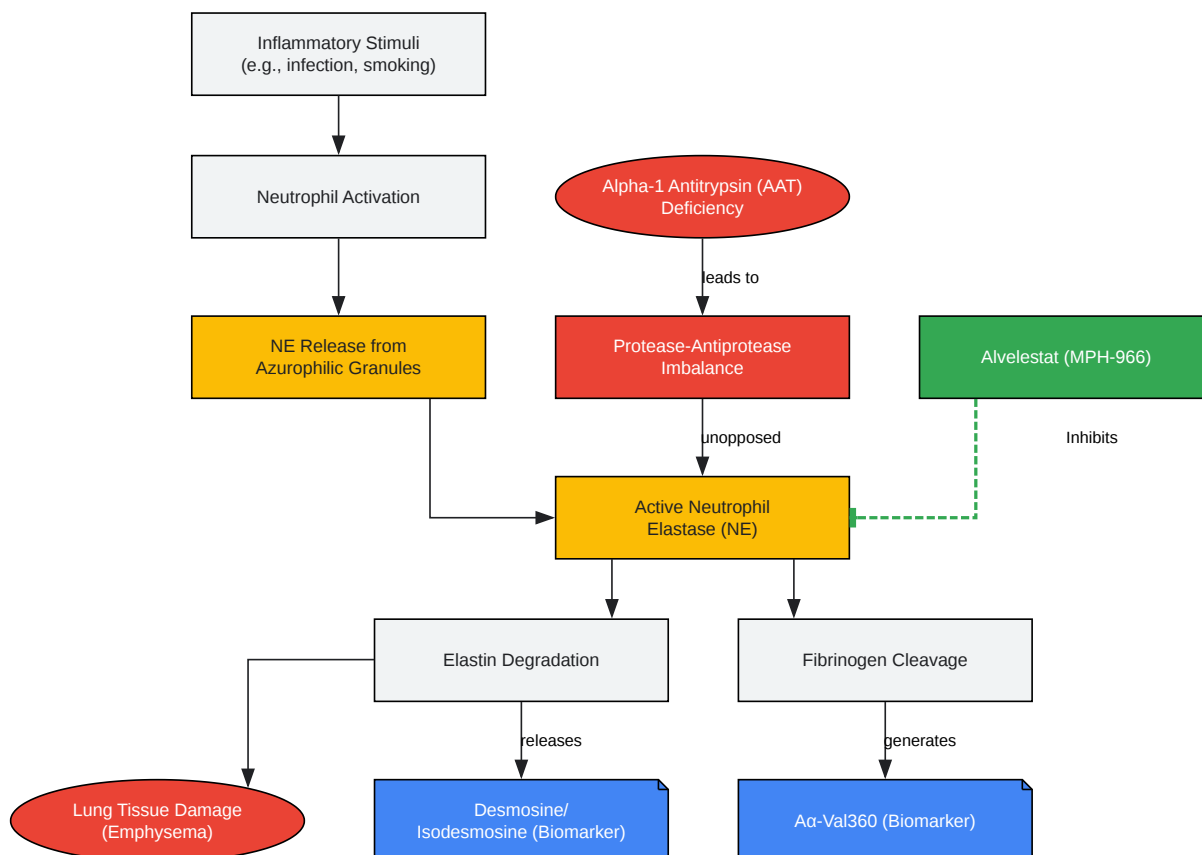 Inflammatory Stimuli
(e.g., infection, smoking)
Neutrophil Activation
Alpha-1 Antitrypsin (AAT)
Deficiency
leads to
NE Release from
Azurophilic Granules
Protease-Antiprotease
Imbalance
Alvelestat (MPH-966)
unopposed
Inhibits
Active Neutrophil
Elastase (NE)
Elastin Degradation
Fibrinogen Cleavage
releases
generates
Lung Tissue Damage
(Emphysema)
Desmosine/
Isodesmosine (Biomarker)
Aα-Val360 (Biomarker)